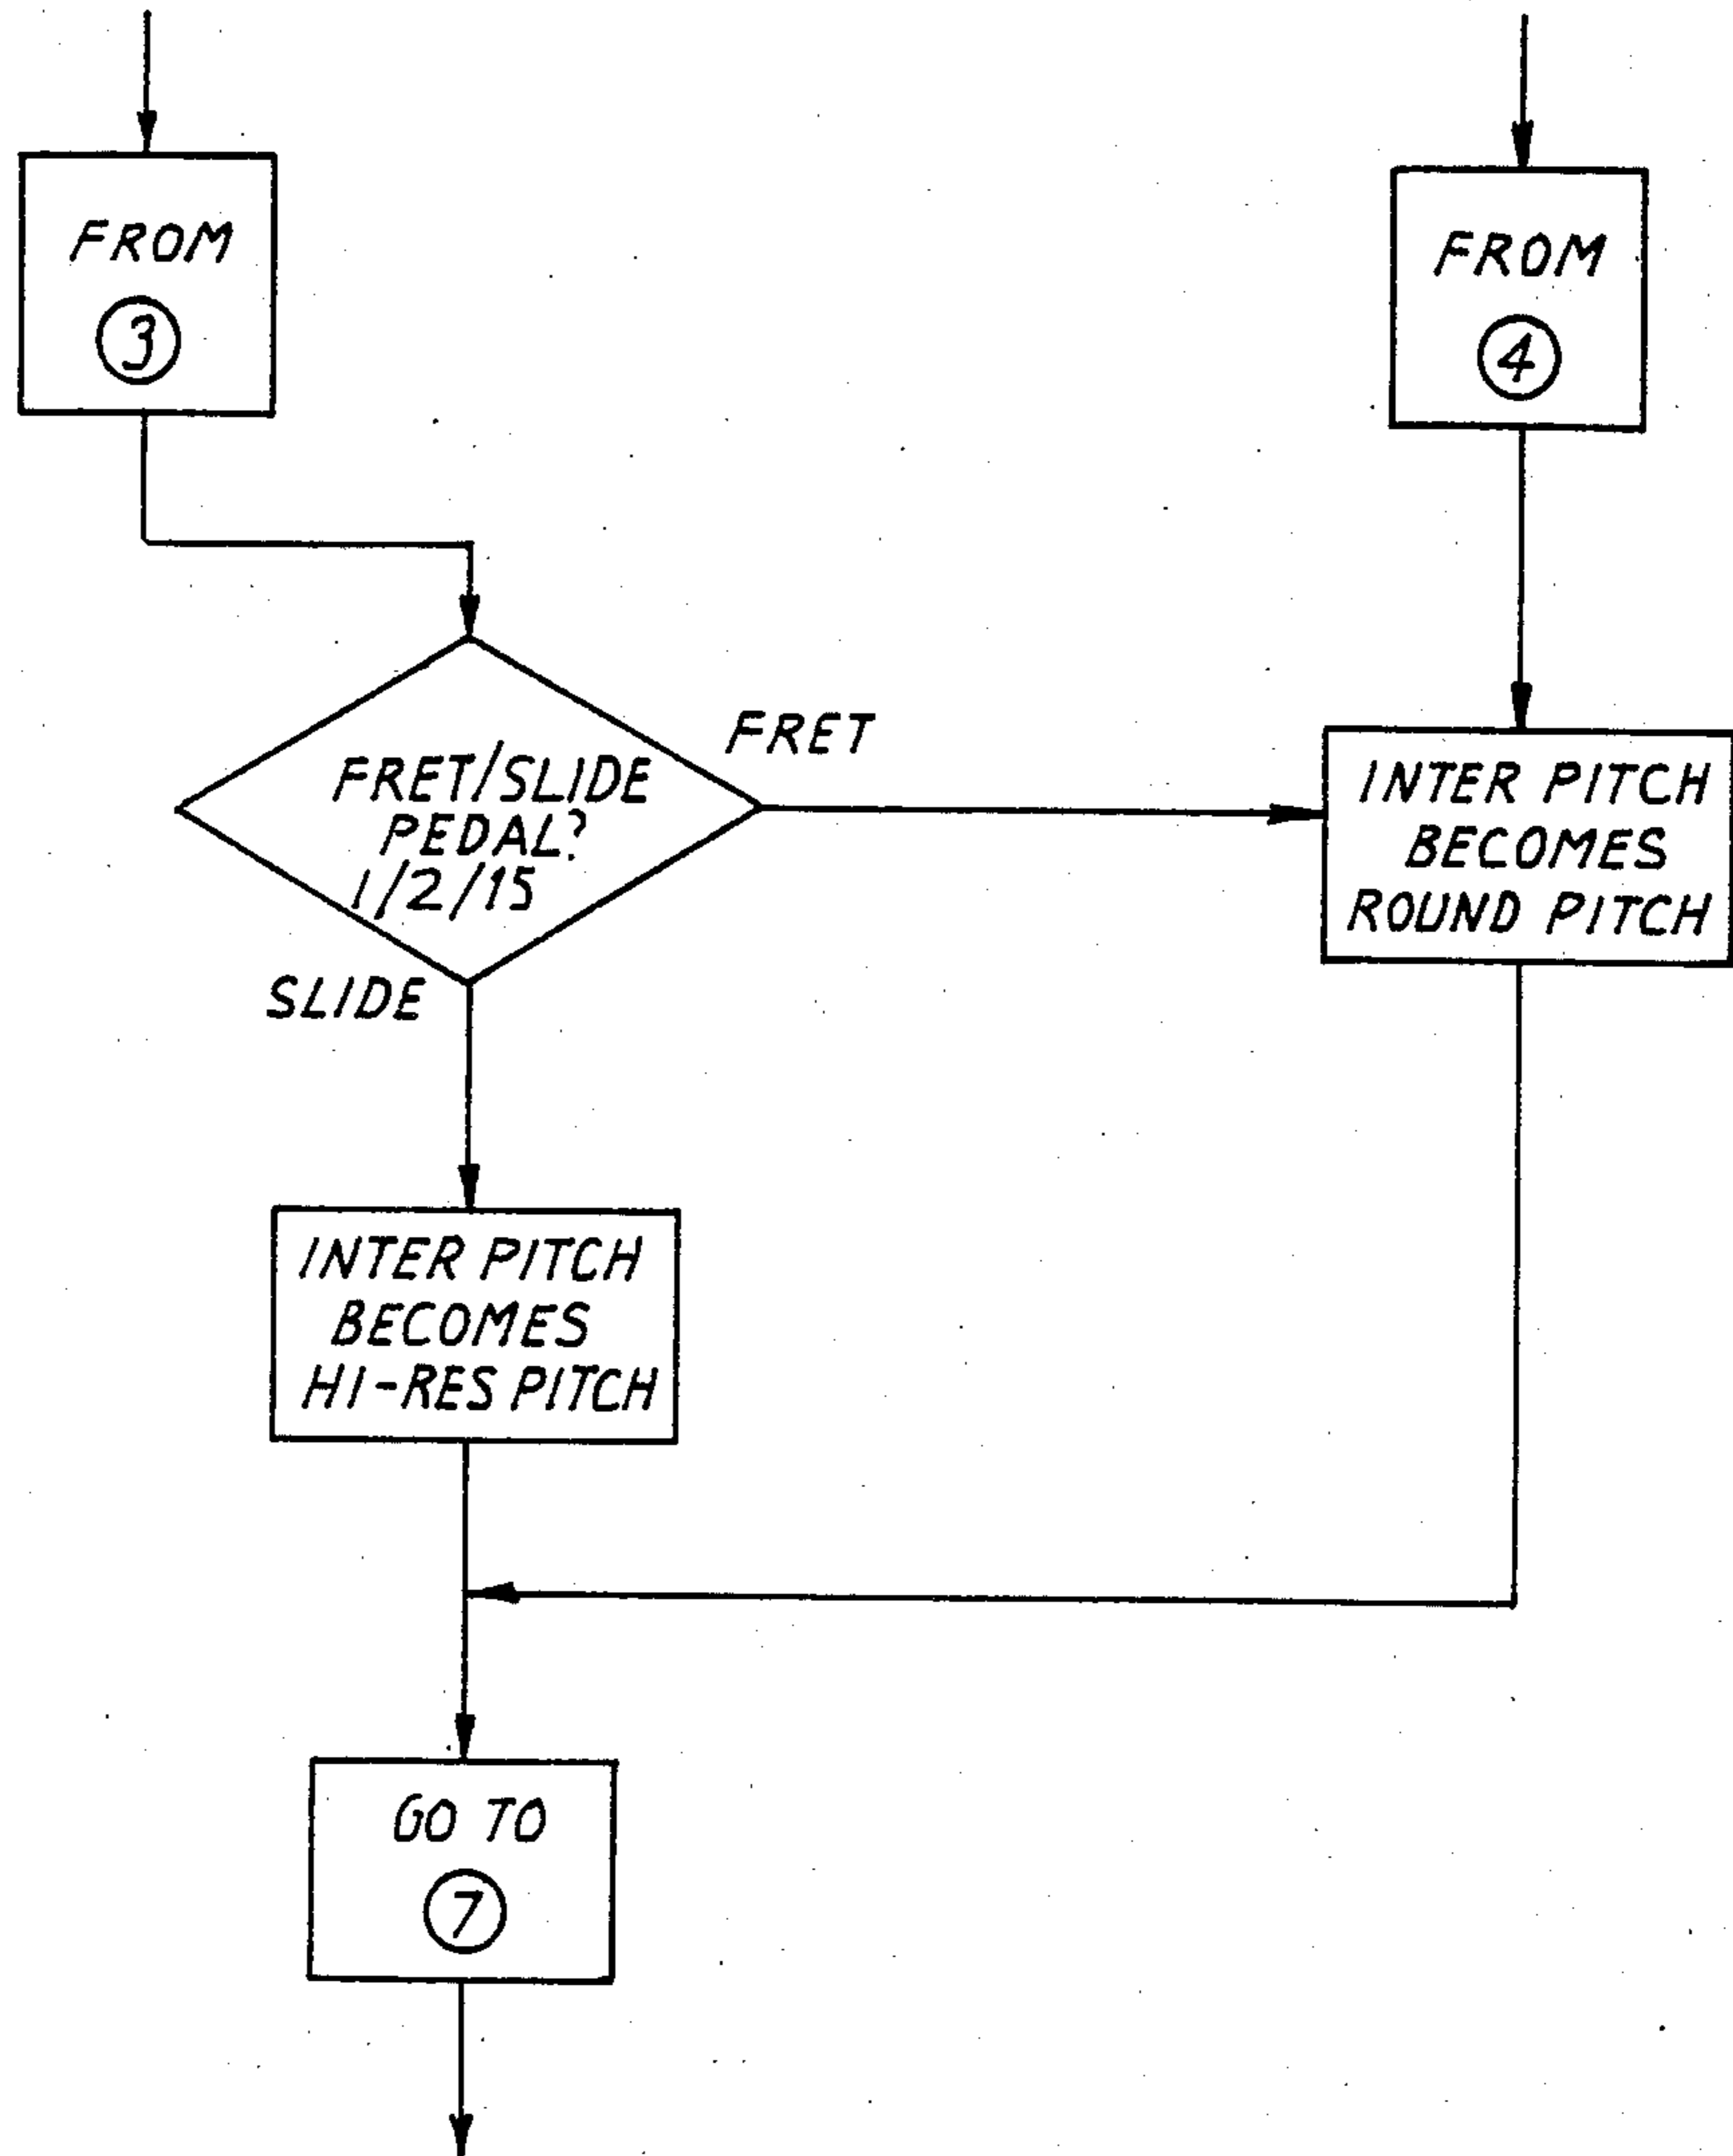 FROM
3
FROM
4
FRET
FRET/SLIDE
PEDAL?
1/2/15
SLIDE
INTER PITCH
BECOMES
ROUND PITCH
INTER PITCH
BECOMES
HI-RES PITCH
GO TO
7